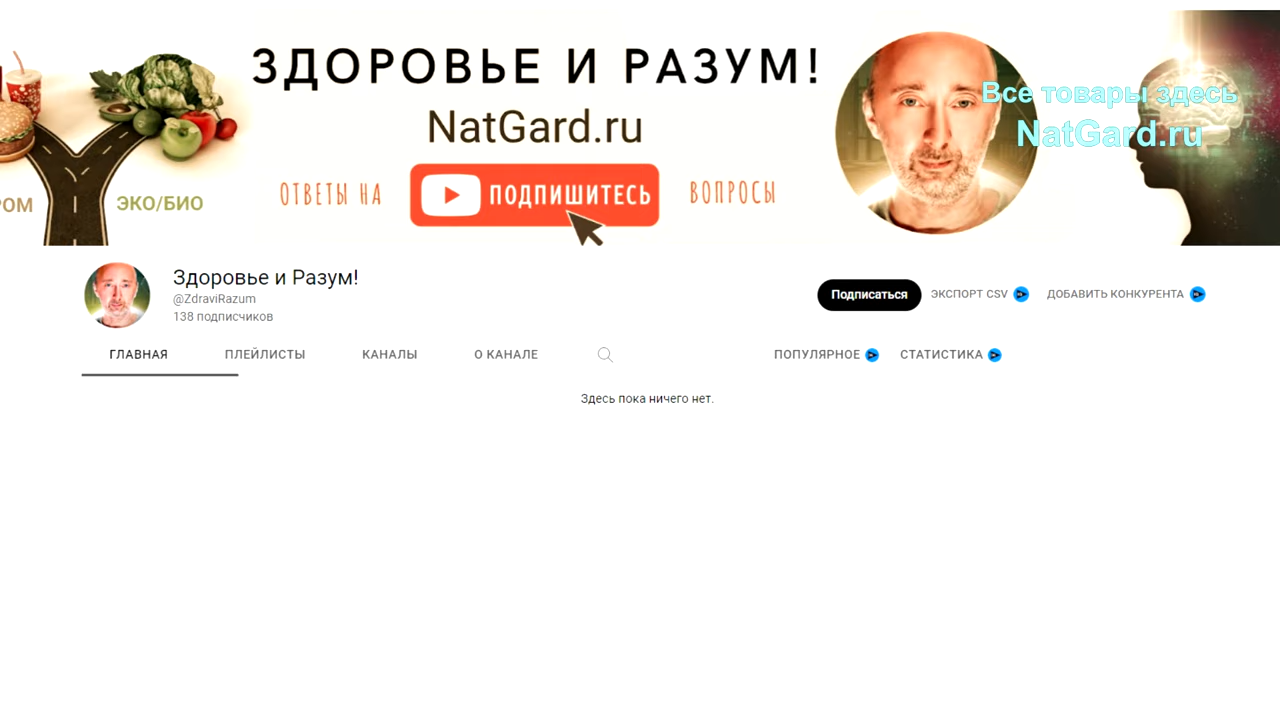 ЗДОРОВЬЕ И РАЗУМ!
NatGard.ru
Все товары здесь
NatGard.ru
ЭКО/БИО
ОТВЕТЫ НА
ПОДПИШИТЕСЬ
ВОПРОСЫ
Здоровье и Разум!
@ZdraviRazum
138 подписчиков
Подписаться
ЭКСПОРТ CSV
ДОБАВИТЬ КОНКУРЕНТА
ГЛАВНАЯ
ПЛЕЙЛИСТЫ
КАНАЛЫ
О КАНАЛЕ
ПОПУЛЯРНОЕ
СТАТИСТИКА
Здесь пока ничего нет.